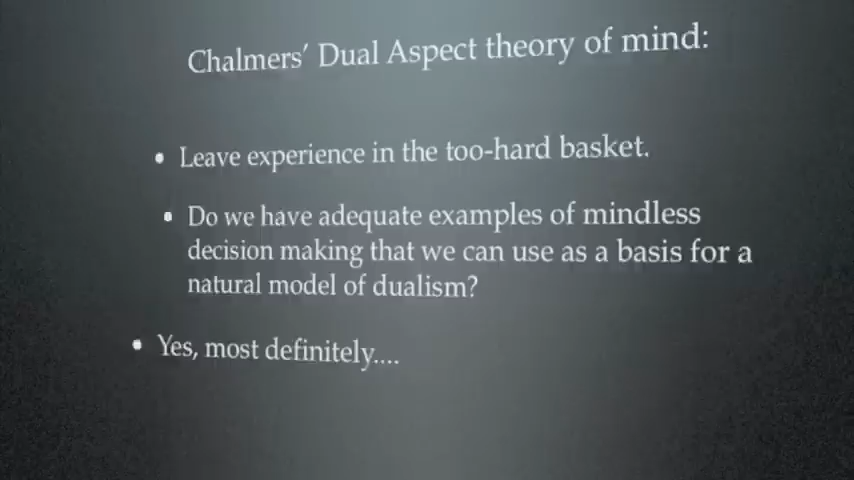 Chalmers' Dual Aspect theory of mind:
• Leave experience in the too-hard basket.
• Do we have adequate examples of mindless
decision making that we can use as a basis for a
natural model of dualism?
• Yes, most definitely....